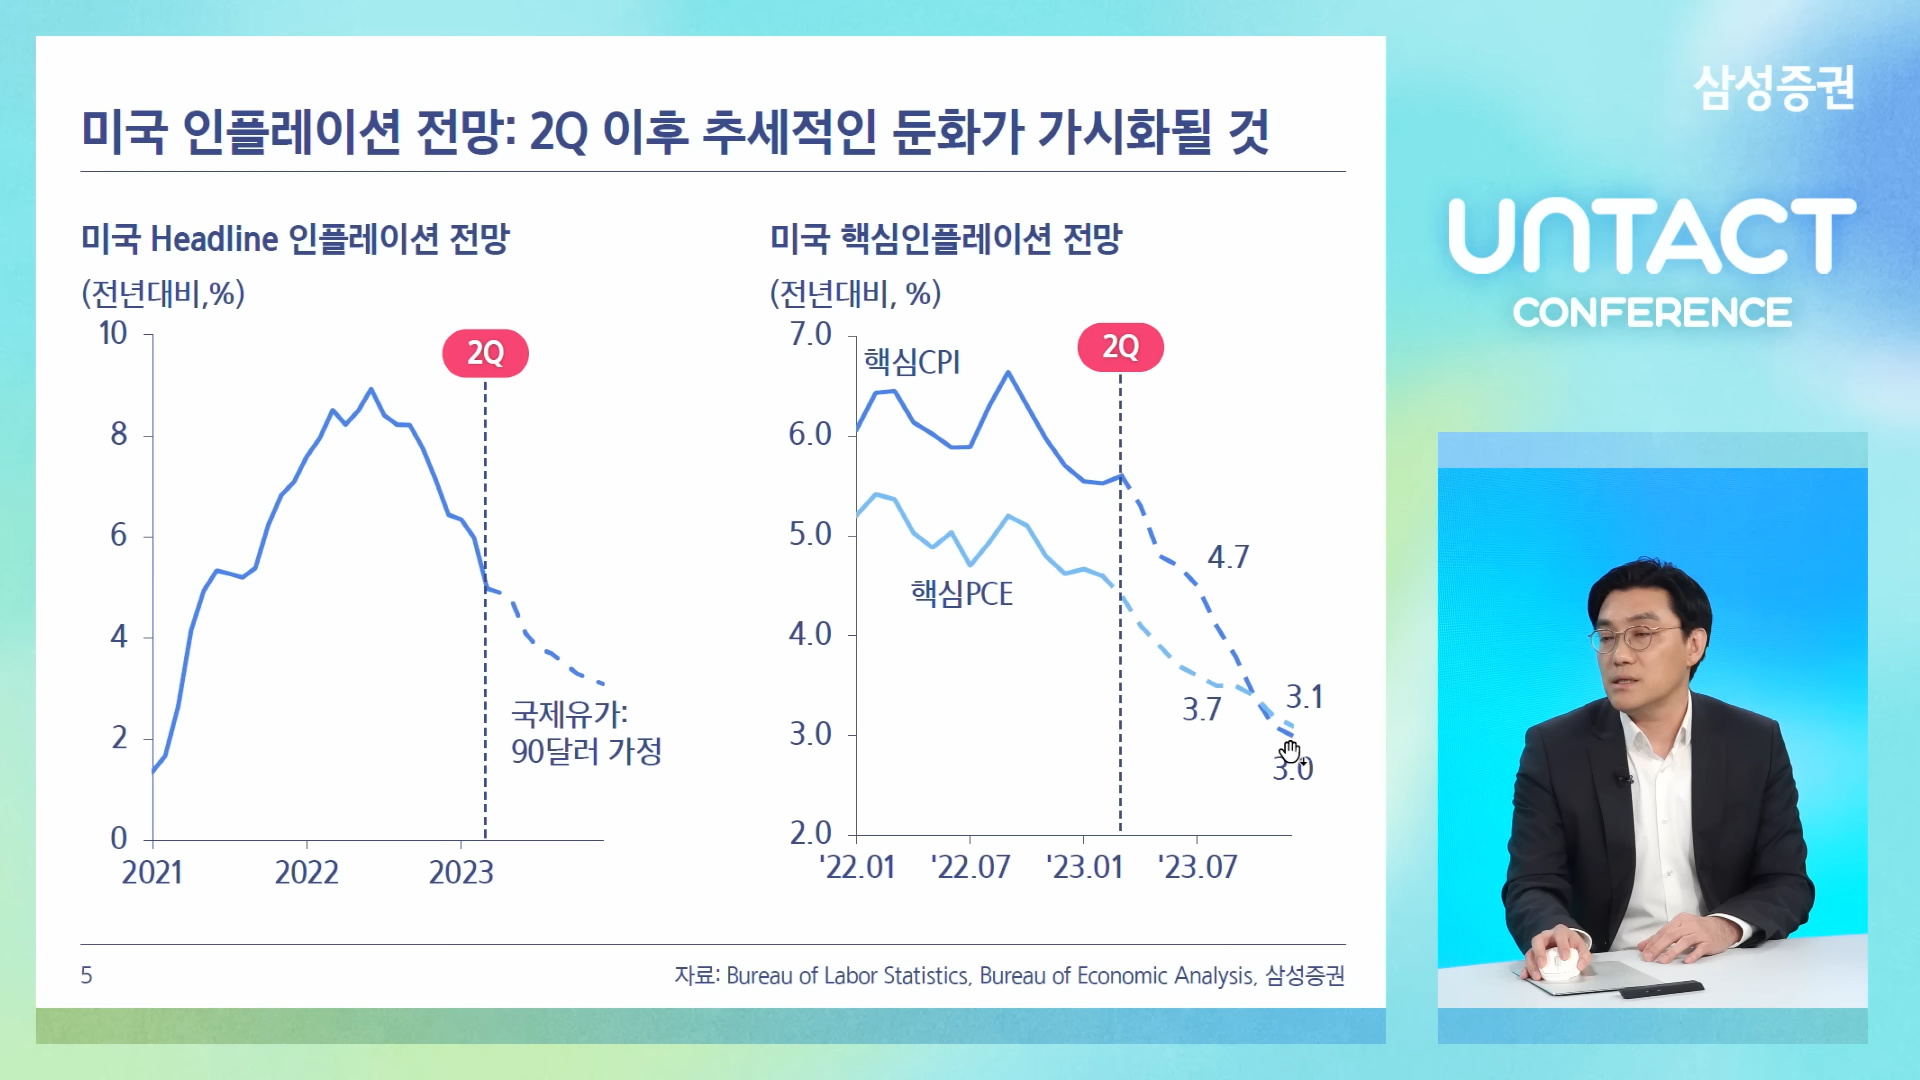 미국 인플레이션 전망: 2Q 이후 추세적인 둔화가 가시화될 것
미국 Headline 인플레이션 전망
(전년대비,%)
10
8
6
4
2
0
2021
2022
2023
2Q
국제유가:
90달러 가정
미국 핵심인플레이션 전망
(전년대비, %)
7.0
6.0
5.0
4.0
3.0
2.0
'22.01
'22.07
'23.01
'23.07
핵심CPI
핵심PCE
2Q
4.7
3.7
3.1
3.0
5
자료: Bureau of Labor Statistics, Bureau of Economic Analysis, 삼성증권
삼성증권
UNTACT
CONFERENCE